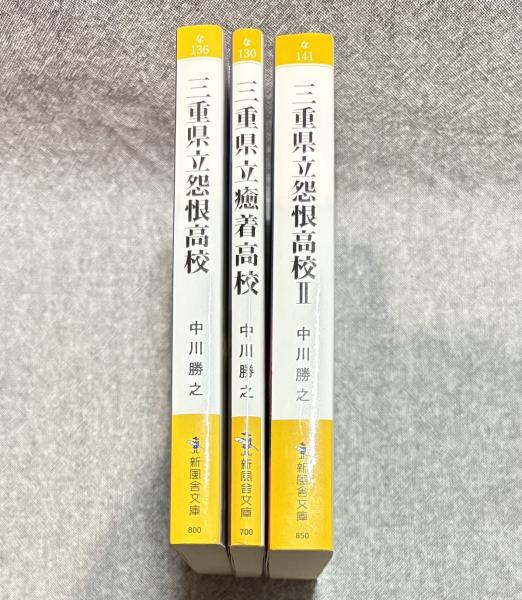 な
136
三重県立怨恨高校
中川勝之
新風舎文庫
800
な
130
三重県立癒着高校
中川勝之
新風舎文庫
700
な
141
三重県立怨恨高校Ⅱ
中川勝之
新風舎文庫
850